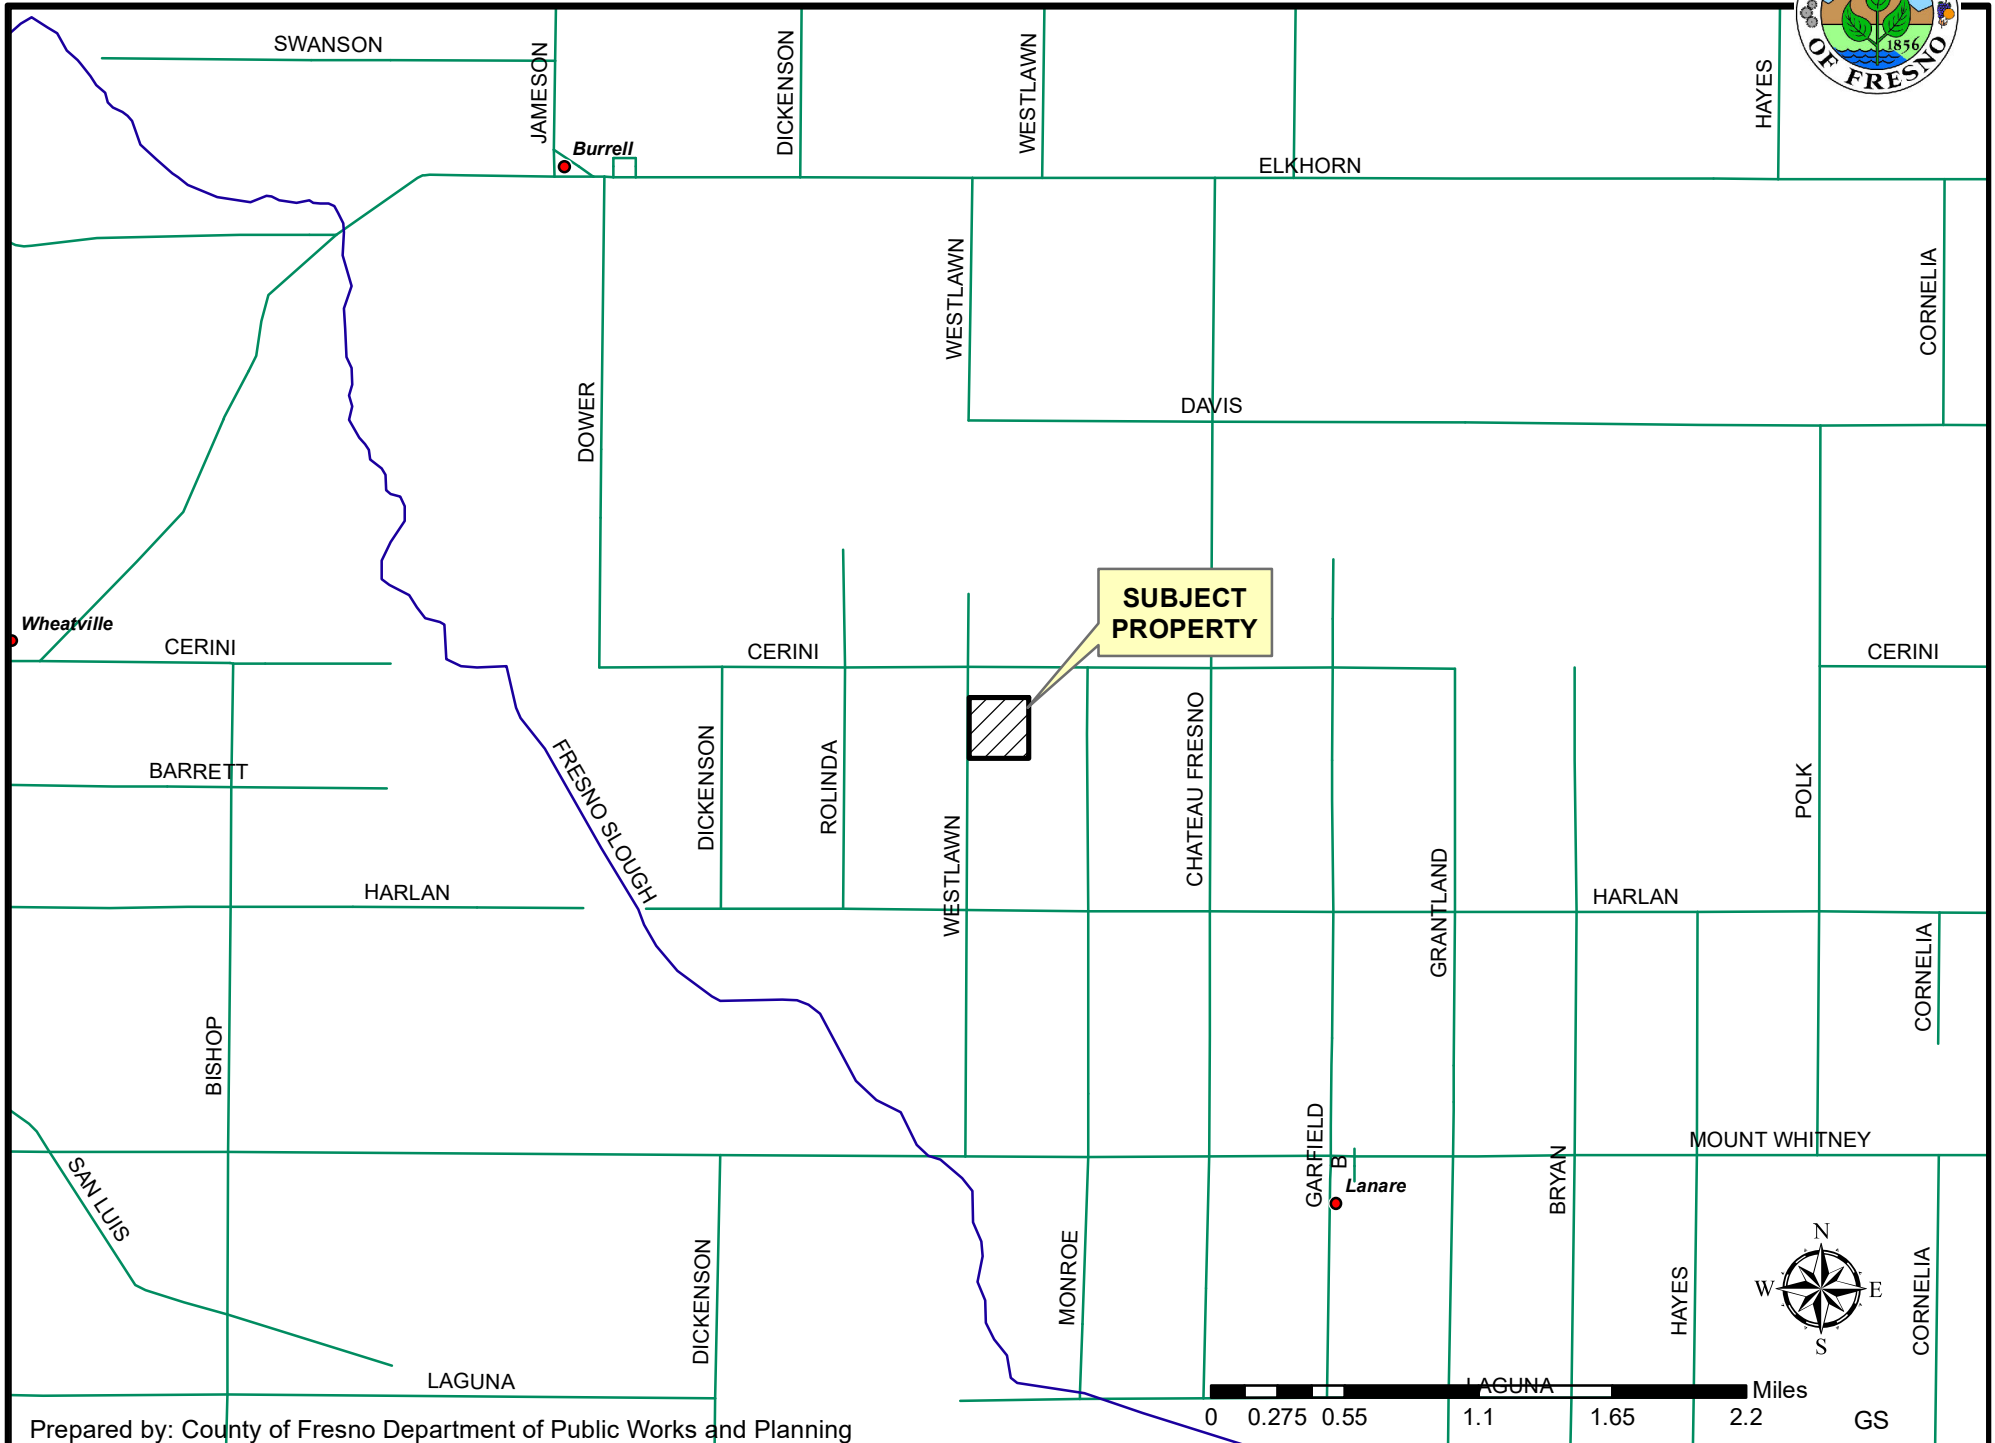 SWANSON
JAMESON
DICKENSON
WESTLAWN
HAYES
1856
OF FRESNO
Burrell
ELKHORN
WESTLAWN
CORNELIA
DOWER
DAVIS
SUBJECT
PROPERTY
Wheatville
CERINI
CERINI
CERINI
DICKENSON
ROLINDA
CHATEAU FRESNO
POLK
BARRETT
FRESNO SLOUGH
WESTLAWN
GRANTLAND
HARLAN
HARLAN
CORNELIA
BISHOP
MOUNT WHITNEY
GARFIELD
B
BRYAN
Lanare
SAN LUIS
DICKENSON
MONROE
HAYES
N
W
E
S
CORNELIA
LAGUNA
LAGUNA
Miles
0 0.275 0.55 1.1 1.65 2.2
GS
Prepared by: County of Fresno Department of Public Works and Planning